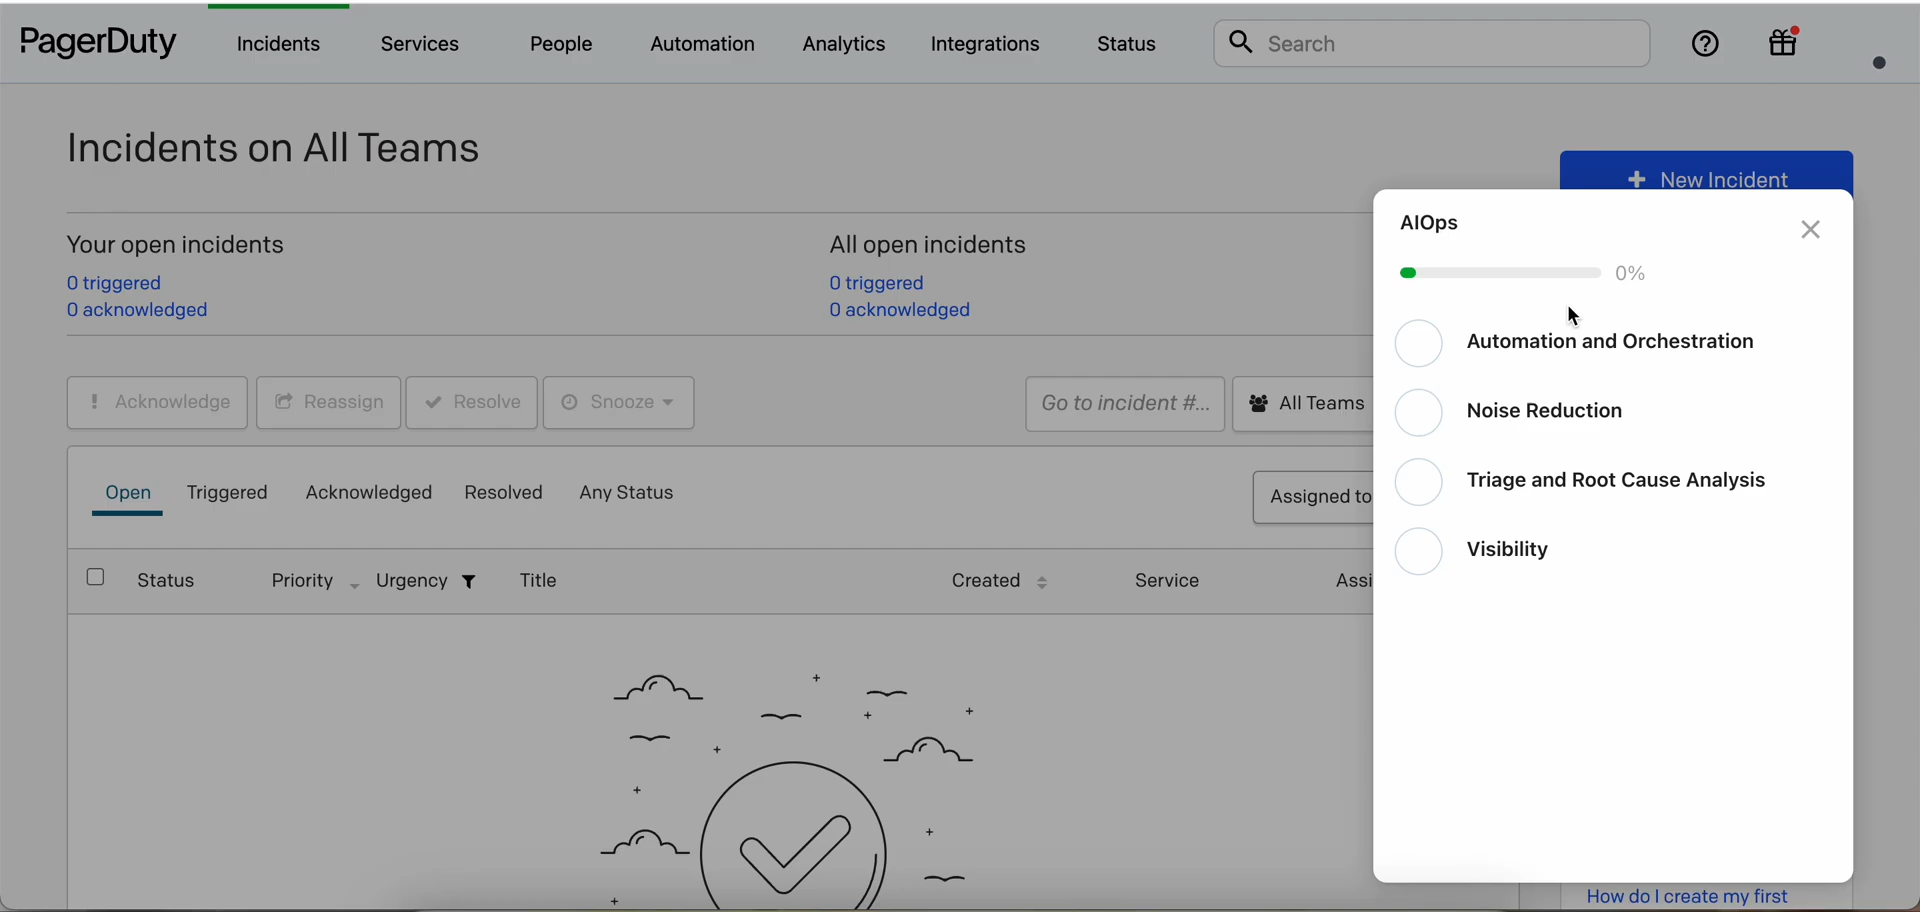 PagerDuty Incidents Services People Automation Analytics Integrations Status Search
Incidents on All Teams
+ New Incident
Your open incidents
0 triggered
0 acknowledged
All open incidents
0 triggered
0 acknowledged
Acknowledge Reassign Resolve Snooze
Go to incident #... All Teams
Open Triggered Acknowledged Resolved Any Status
Assigned to
Status Priority Urgency Title Created Service
AIOps
0%
Automation and Orchestration
Noise Reduction
Triage and Root Cause Analysis
Visibility
How do I create my first